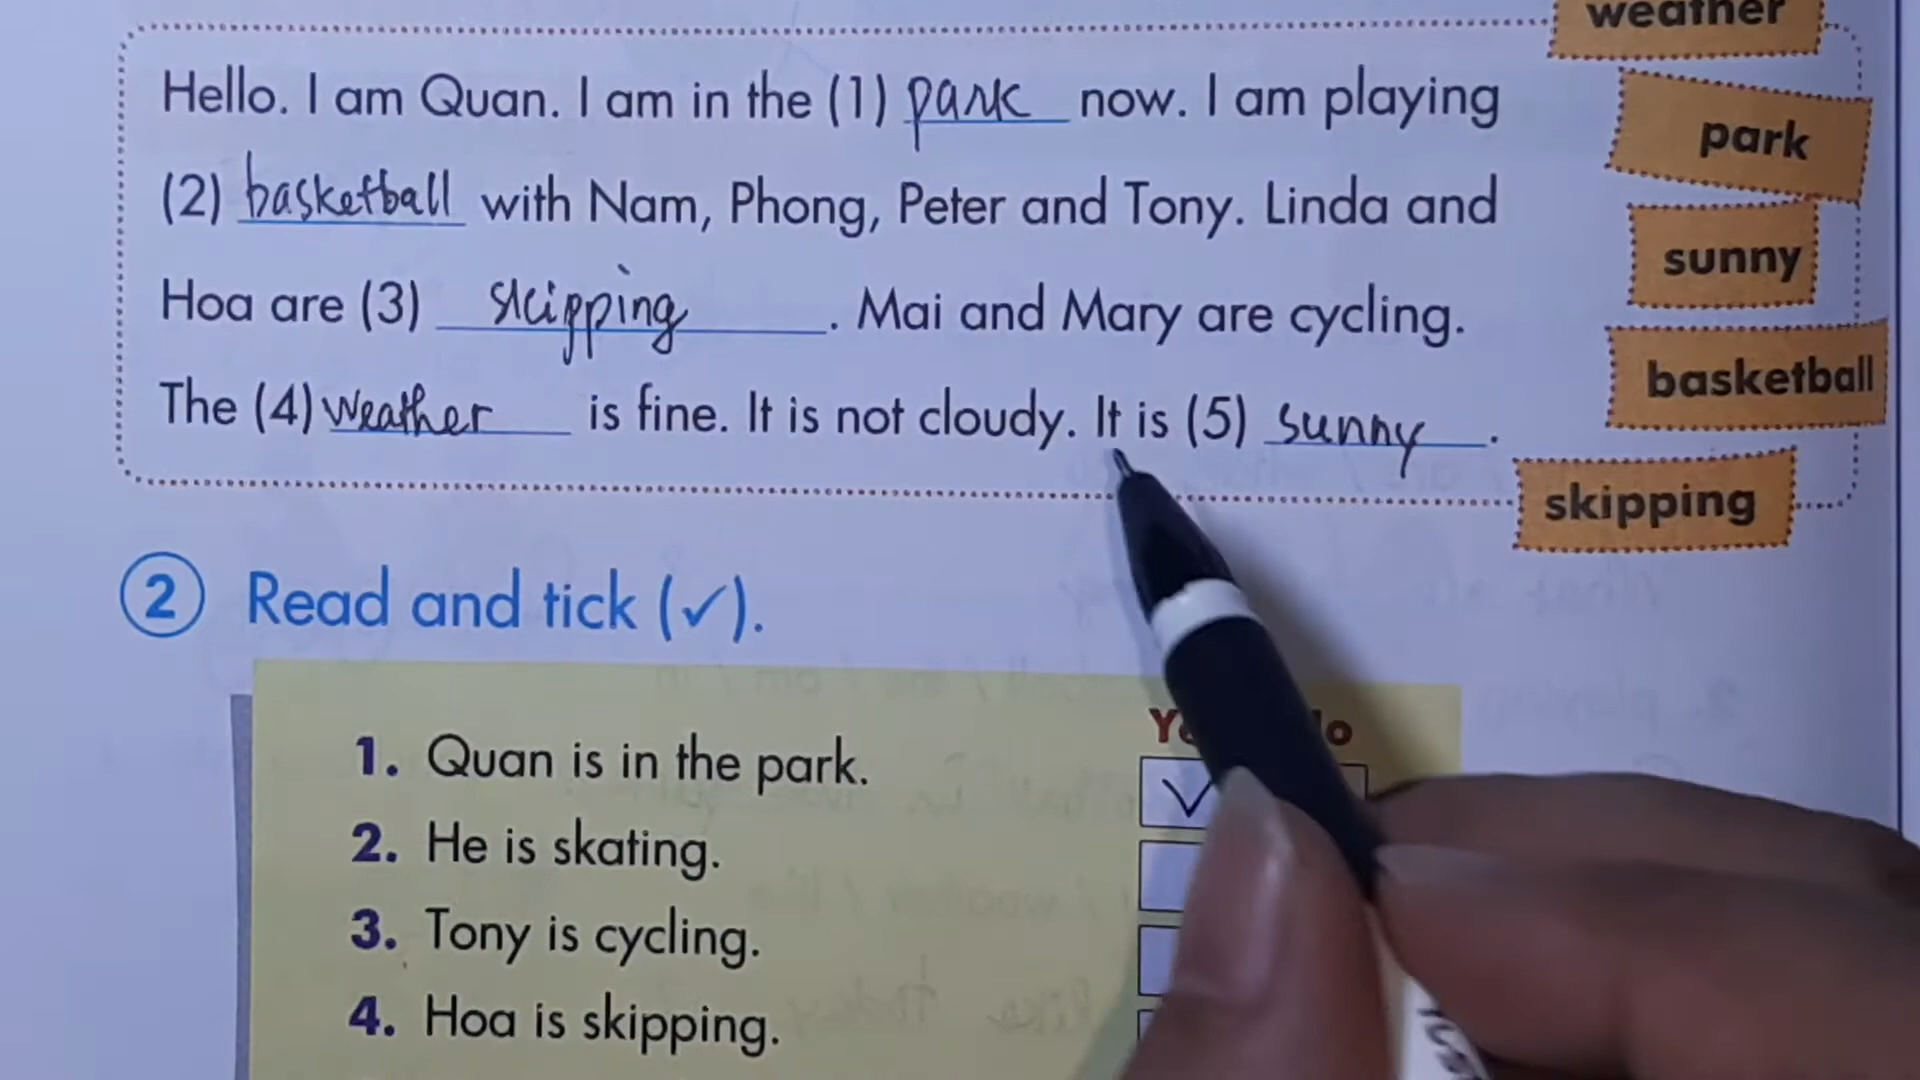 weather
Hello. I am Quan. I am in the (1) park now. I am playing
park
(2) basketball with Nam, Phong, Peter and Tony. Linda and
sunny
Hoa are (3) skipping. Mai and Mary are cycling.
basketball
The (4) weather is fine. It is not cloudy. It is (5) sunny.
skipping
2 Read and tick (✓).
1. Quan is in the park. ✓
2. He is skating.
3. Tony is cycling.
4. Hoa is skipping.